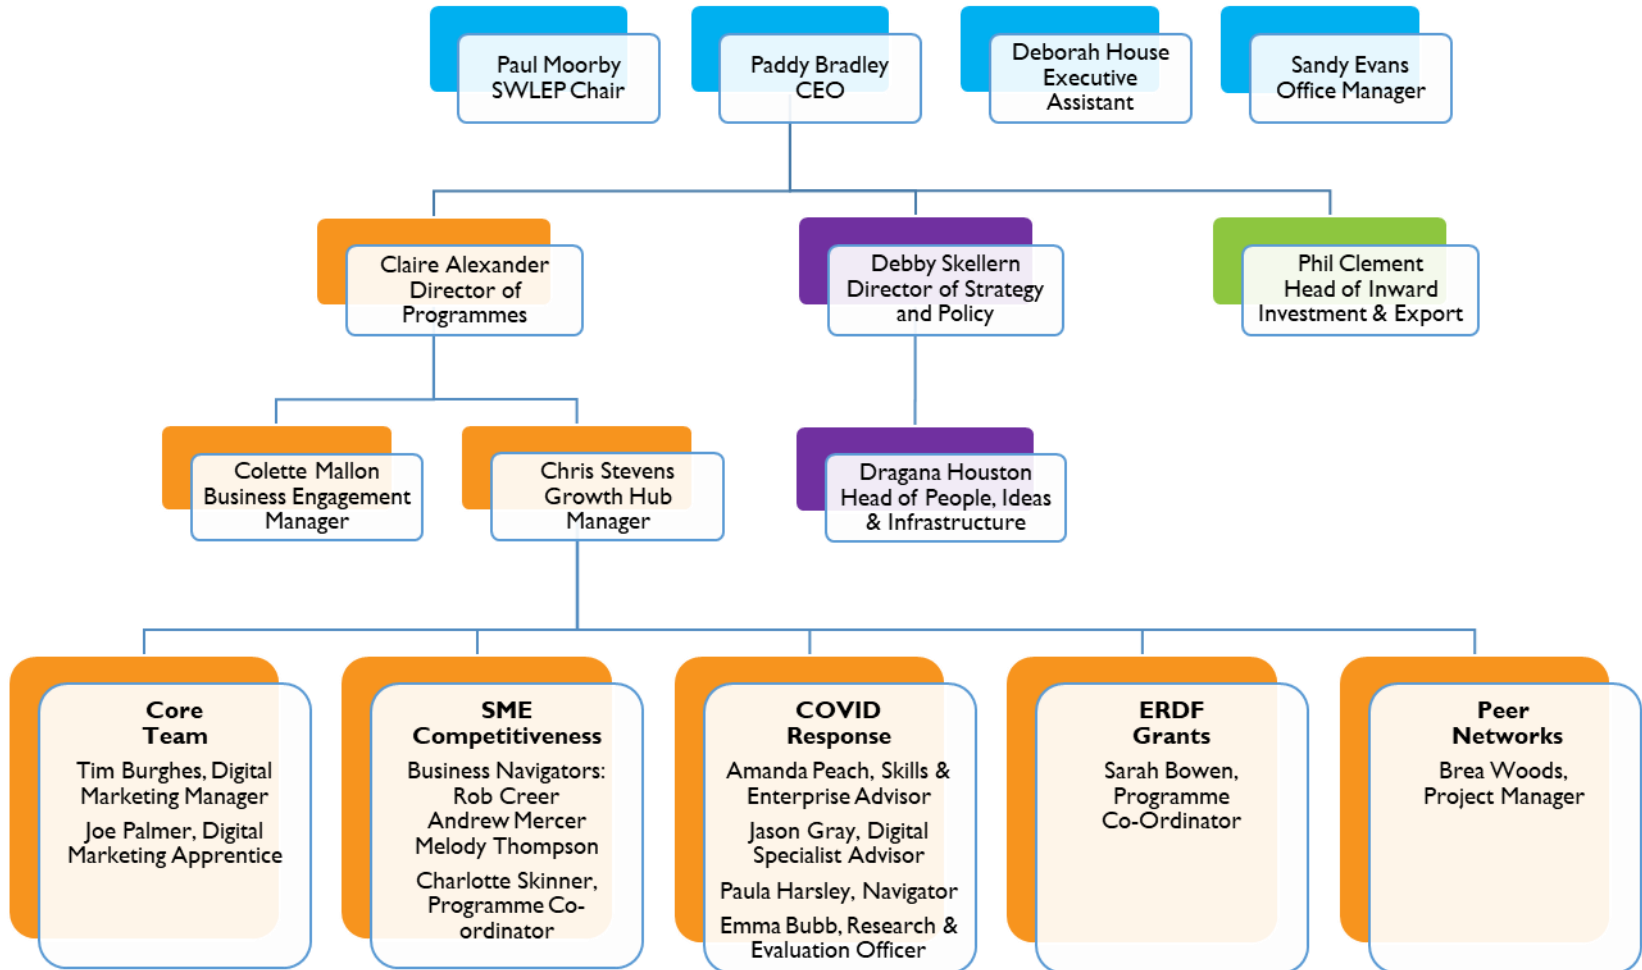 Paul Moorby
SWLEP Chair
Paddy Bradley
CEO
Deborah House
Executive
Assistant
Sandy Evans
Office Manager
Claire Alexander
Director of
Programmes
Debby Skellern
Director of Strategy
and Policy
Phil Clement
Head of Inward
Investment & Export
Colette Mallon
Business Engagement
Manager
Chris Stevens
Growth Hub
Manager
Dragana Houston
Head of People, Ideas
& Infrastructure
Core
Team
Tim Burghes, Digital
Marketing Manager
Joe Palmer, Digital
Marketing Apprentice
SME
Competitiveness
Business Navigators:
Rob Creer
Andrew Mercer
Melody Thompson
Charlotte Skinner,
Programme Co-
ordinator
COVID
Response
Amanda Peach, Skills &
Enterprise Advisor
Jason Gray, Digital
Specialist Advisor
Paula Harsley, Navigator
Emma Bubb, Research &
Evaluation Officer
ERDF
Grants
Sarah Bowen,
Programme
Co-Ordinator
Peer
Networks
Brea Woods,
Project Manager